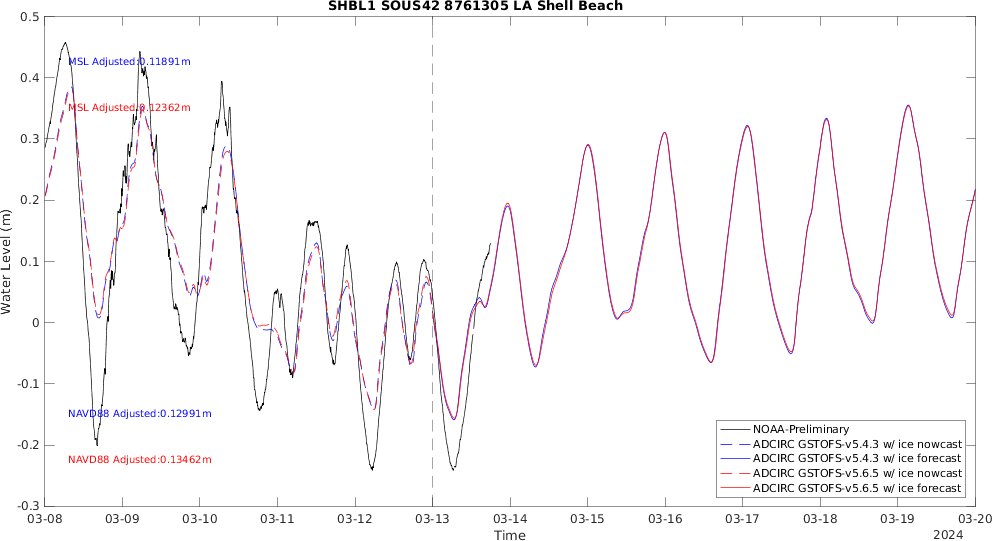 SHBL1 SOUS42 8761305 LA Shell Beach
Water Level (m)
0.5
0.4
0.3
0.2
0.1
0
-0.1
-0.2
-0.3
MSL Adjusted:0.11891m
MSL Adjusted:0.12362m
NAVD88 Adjusted:0.12991m
NAVD88 Adjusted:0.13462m
NOAA-Preliminary
ADCIRC GSTOFS-v5.4.3 w/ ice nowcast
ADCIRC GSTOFS-v5.4.3 w/ ice forecast
ADCIRC GSTOFS-v5.6.5 w/ ice nowcast
ADCIRC GSTOFS-v5.6.5 w/ ice forecast
03-08 03-09 03-10 03-11 03-12 03-13 03-14 03-15 03-16 03-17 03-18 03-19 03-20
Time
2024